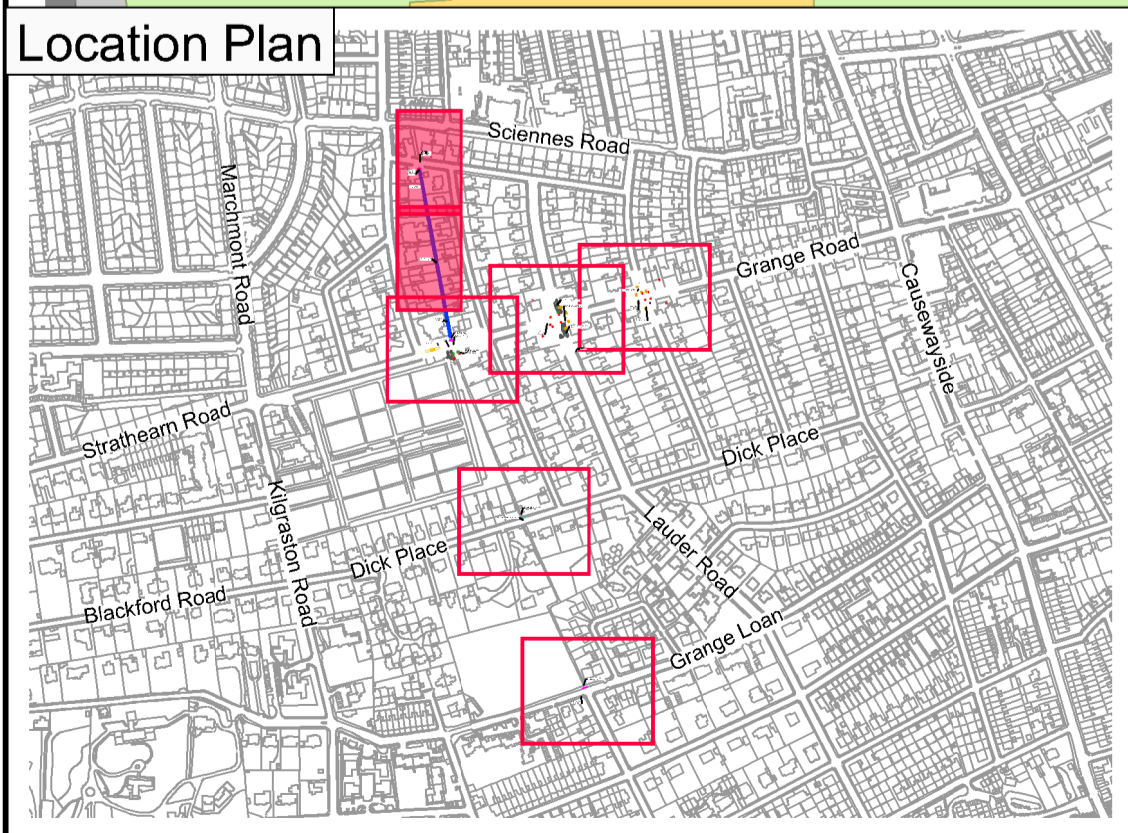 Location Plan
Sciennes Road
Marchmont Road
Grange Road
Causewayside
Strathearn Road
Dick Place
Kilgraston Road
Lauder Road
Dick Place
Blackford Road
Grange Loan